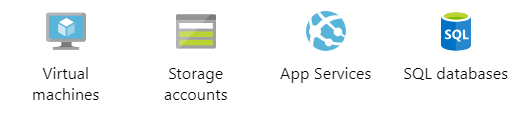 SQL
Virtual
machines
Storage
accounts
App Services
SQL databases